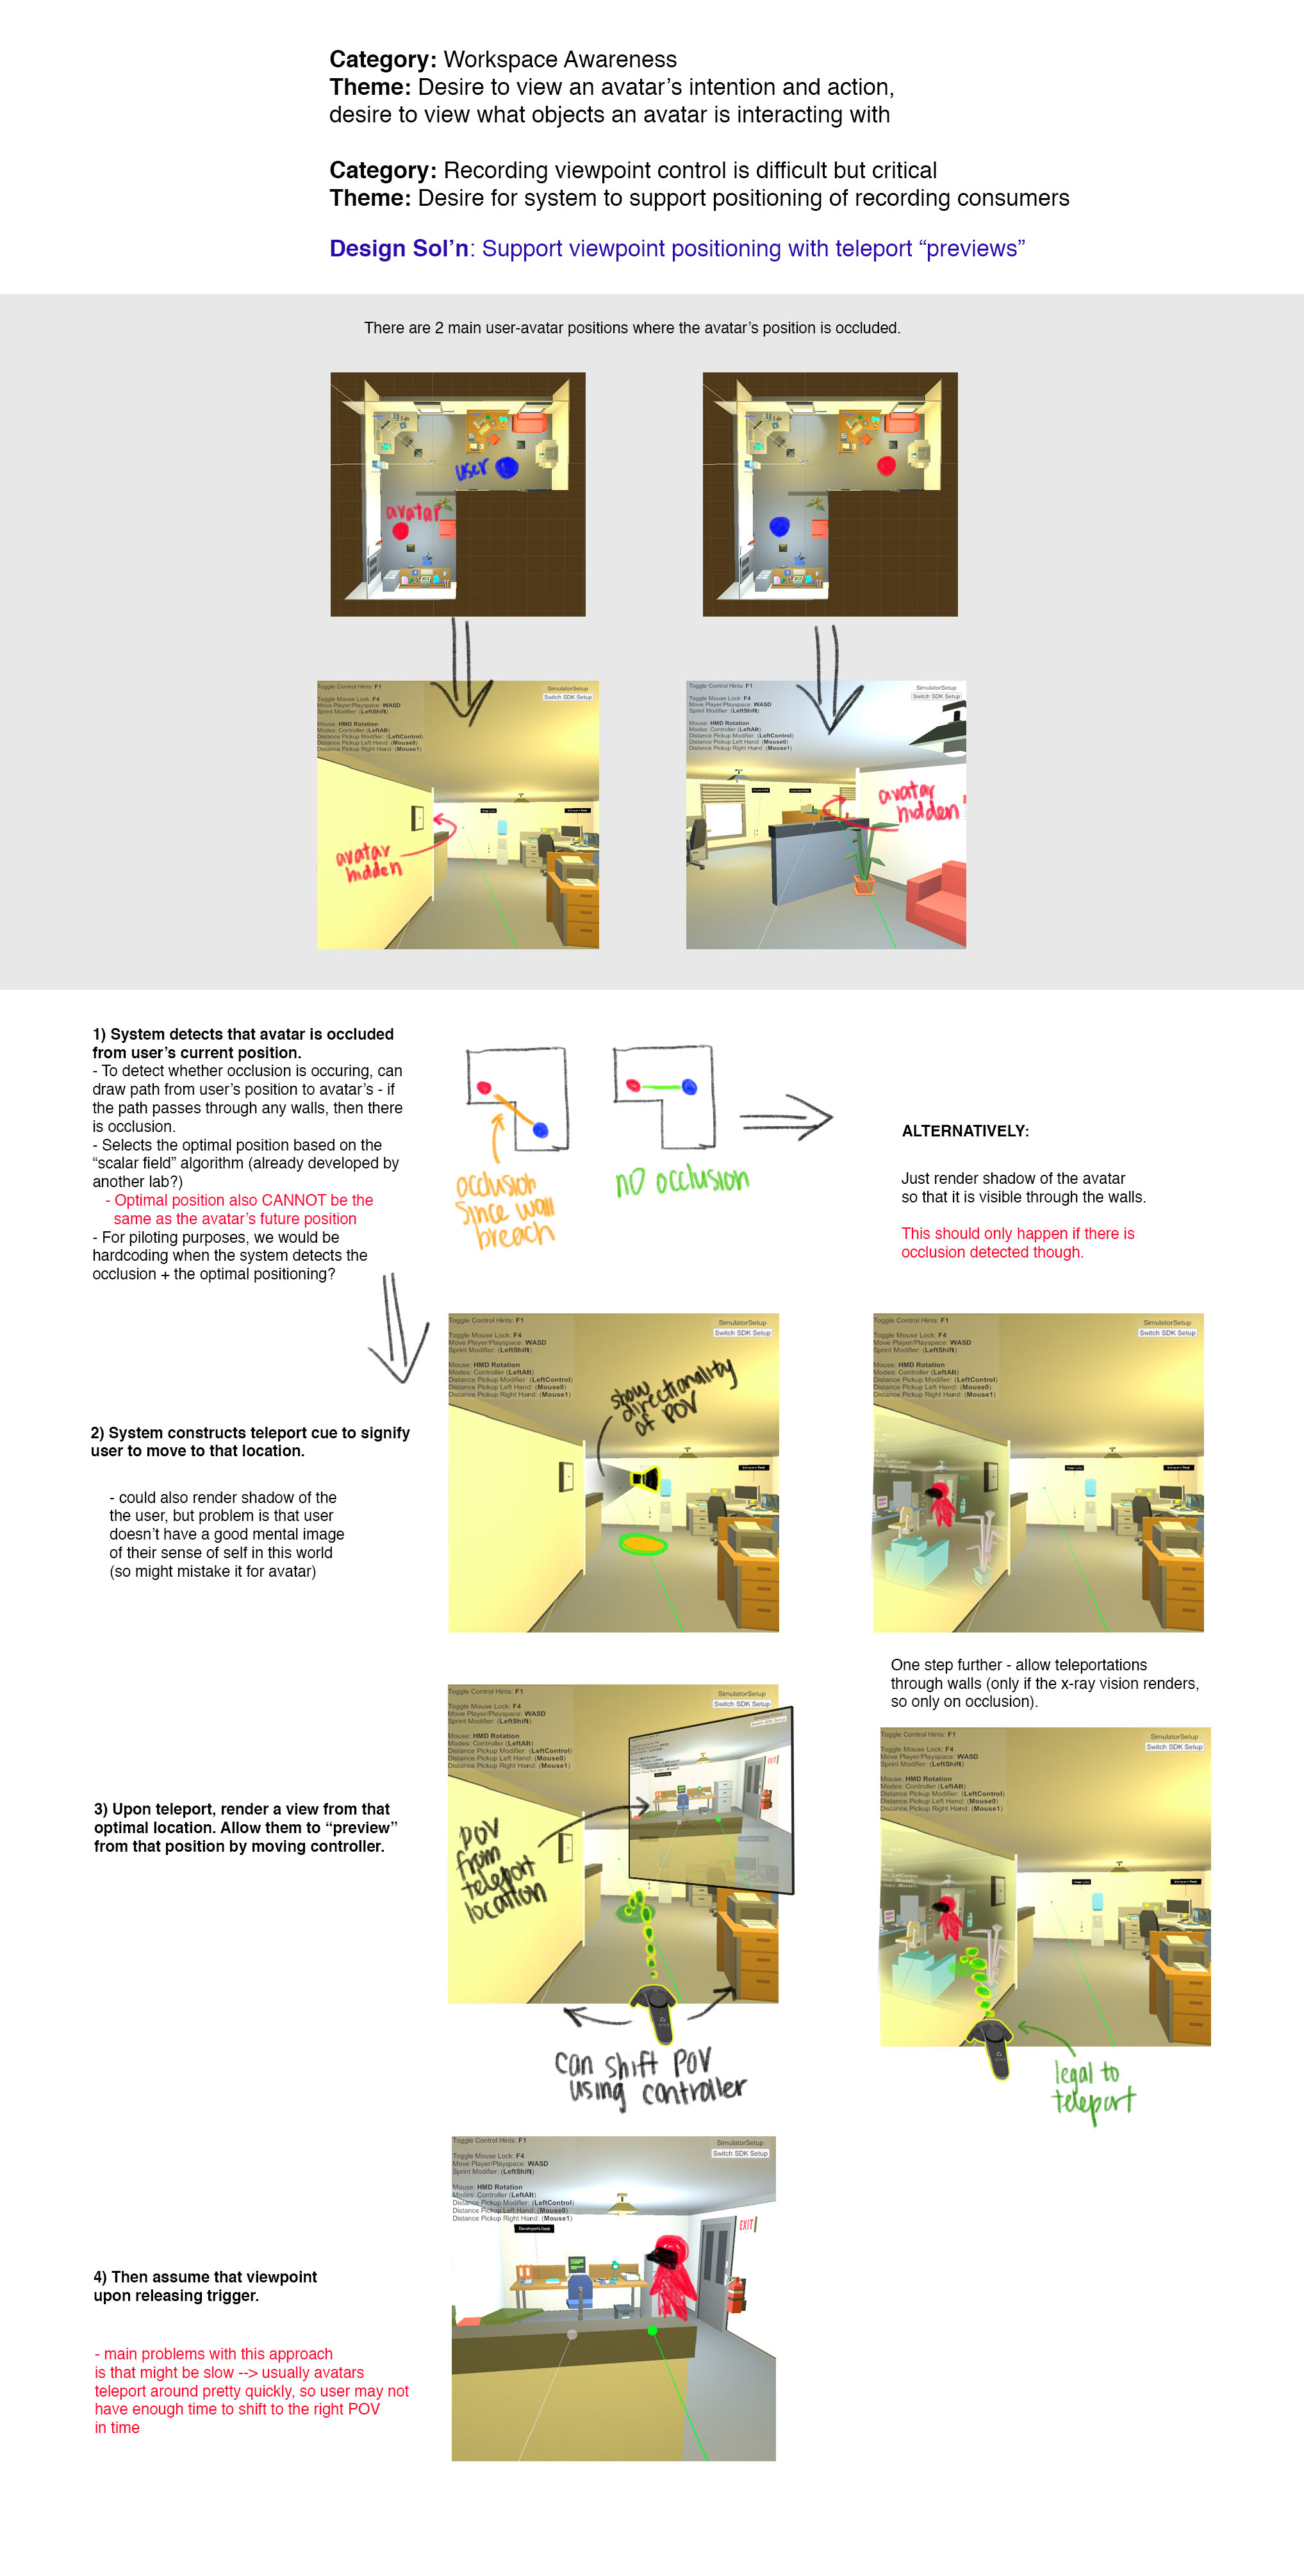 Category: Workspace Awareness
Theme: Desire to view an avatar's intention and action,
desire to view what objects an avatar is interacting with
Category: Recording viewpoint control is difficult but critical
Theme: Desire for system to support positioning of recording consumers
Design Sol'n: Support viewpoint positioning with teleport “previews”
There are 2 main user-avatar positions where the avatar's position is occluded.
user
avatar
Toggle Control Hints: F1
Toggle Mouse Lock: F4
Move Player/Playspace: WASD
Sprint Modifier: (LeftShift)
Mouse: HMD Rotation
Modes: Controller (LeftAlt)
Distance Pickup Modifier: (LeftControl)
Distance Pickup Left Hand: (Mouse0)
Distance Pickup Right Hand: (Mouse1)
SimulatorSetup
Switch SDK Setup
avatar
hidden
Toggle Control Hints: F1
Toggle Mouse Lock: F4
Move Player/Playspace: WASD
Sprint Modifier: (LeftShift)
Mouse: HMD Rotation
Modes: Controller (LeftAlt)
Distance Pickup Modifier: (LeftControl)
Distance Pickup Left Hand: (Mouse0)
Distance Pickup Right Hand: (Mouse1)
SimulatorSetup
Switch SDK Setup
avatar
hidden
1) System detects that avatar is occluded
from user's current position.
- To detect whether occlusion is occuring, can
draw path from user's position to avatar's - if
the path passes through any walls, then there
is occlusion.
- Selects the optimal position based on the
“scalar field” algorithm (already developed by
another lab?)
- Optimal position also CANNOT be the
same as the avatar's future position
- For piloting purposes, we would be
hardcoding when the system detects the
occlusion + the optimal positioning?
occlusion
since wall
breach
no occlusion
ALTERNATIVELY:
Just render shadow of the avatar
so that it is visible through the walls.
This should only happen if there is
occlusion detected though.
2) System constructs teleport cue to signify
user to move to that location.
- could also render shadow of the
the user, but problem is that user
doesn't have a good mental image
of their sense of self in this world
(so might mistake it for avatar)
Toggle Control Hints: F1
Toggle Mouse Lock: F4
Move Player/Playspace: WASD
Sprint Modifier: (LeftShift)
Mouse: HMD Rotation
Modes: Controller (LeftAlt)
Distance Pickup Modifier: (LeftControl)
Distance Pickup Left Hand: (Mouse0)
Distance Pickup Right Hand: (Mouse1)
SimulatorSetup
Switch SDK Setup
show
directionality
of POV
Toggle Control Hints: F1
Toggle Mouse Lock: F4
Move Player/Playspace: WASD
Sprint Modifier: (LeftShift)
Mouse: HMD Rotation
Modes: Controller (LeftAlt)
Distance Pickup Modifier: (LeftControl)
Distance Pickup Left Hand: (Mouse0)
Distance Pickup Right Hand: (Mouse1)
SimulatorSetup
Switch SDK Setup
One step further - allow teleportations
through walls (only if the x-ray vision renders,
so only on occlusion).
3) Upon teleport, render a view from that
optimal location. Allow them to “preview”
from that position by moving controller.
Toggle Control Hints: F1
Toggle Mouse Lock: F4
Move Player/Playspace: WASD
Sprint Modifier: (LeftShift)
Mouse: HMD Rotation
Modes: Controller (LeftAlt)
Distance Pickup Modifier: (LeftControl)
Distance Pickup Left Hand: (Mouse0)
Distance Pickup Right Hand: (Mouse1)
SimulatorSetup
Switch SDK Setup
EXIT
POV
from
teleport
location
can shift POV
using controller
Toggle Control Hints: F1
Toggle Mouse Lock: F4
Move Player/Playspace: WASD
Sprint Modifier: (LeftShift)
Mouse: HMD Rotation
Modes: Controller (LeftAlt)
Distance Pickup Modifier: (LeftControl)
Distance Pickup Left Hand: (Mouse0)
Distance Pickup Right Hand: (Mouse1)
SimulatorSetup
Switch SDK Setup
legal to
teleport
4) Then assume that viewpoint
upon releasing trigger.
- main problems with this approach
is that might be slow --> usually avatars
teleport around pretty quickly, so user may not
have enough time to shift to the right POV
in time
Toggle Control Hints: F1
Toggle Mouse Lock: F4
Move Player/Playspace: WASD
Sprint Modifier: (LeftShift)
Mouse: HMD Rotation
Modes: Controller (LeftAlt)
Distance Pickup Modifier: (LeftControl)
Distance Pickup Left Hand: (Mouse0)
Distance Pickup Right Hand: (Mouse1)
SimulatorSetup
Switch SDK Setup
Developer's Desk
EXIT